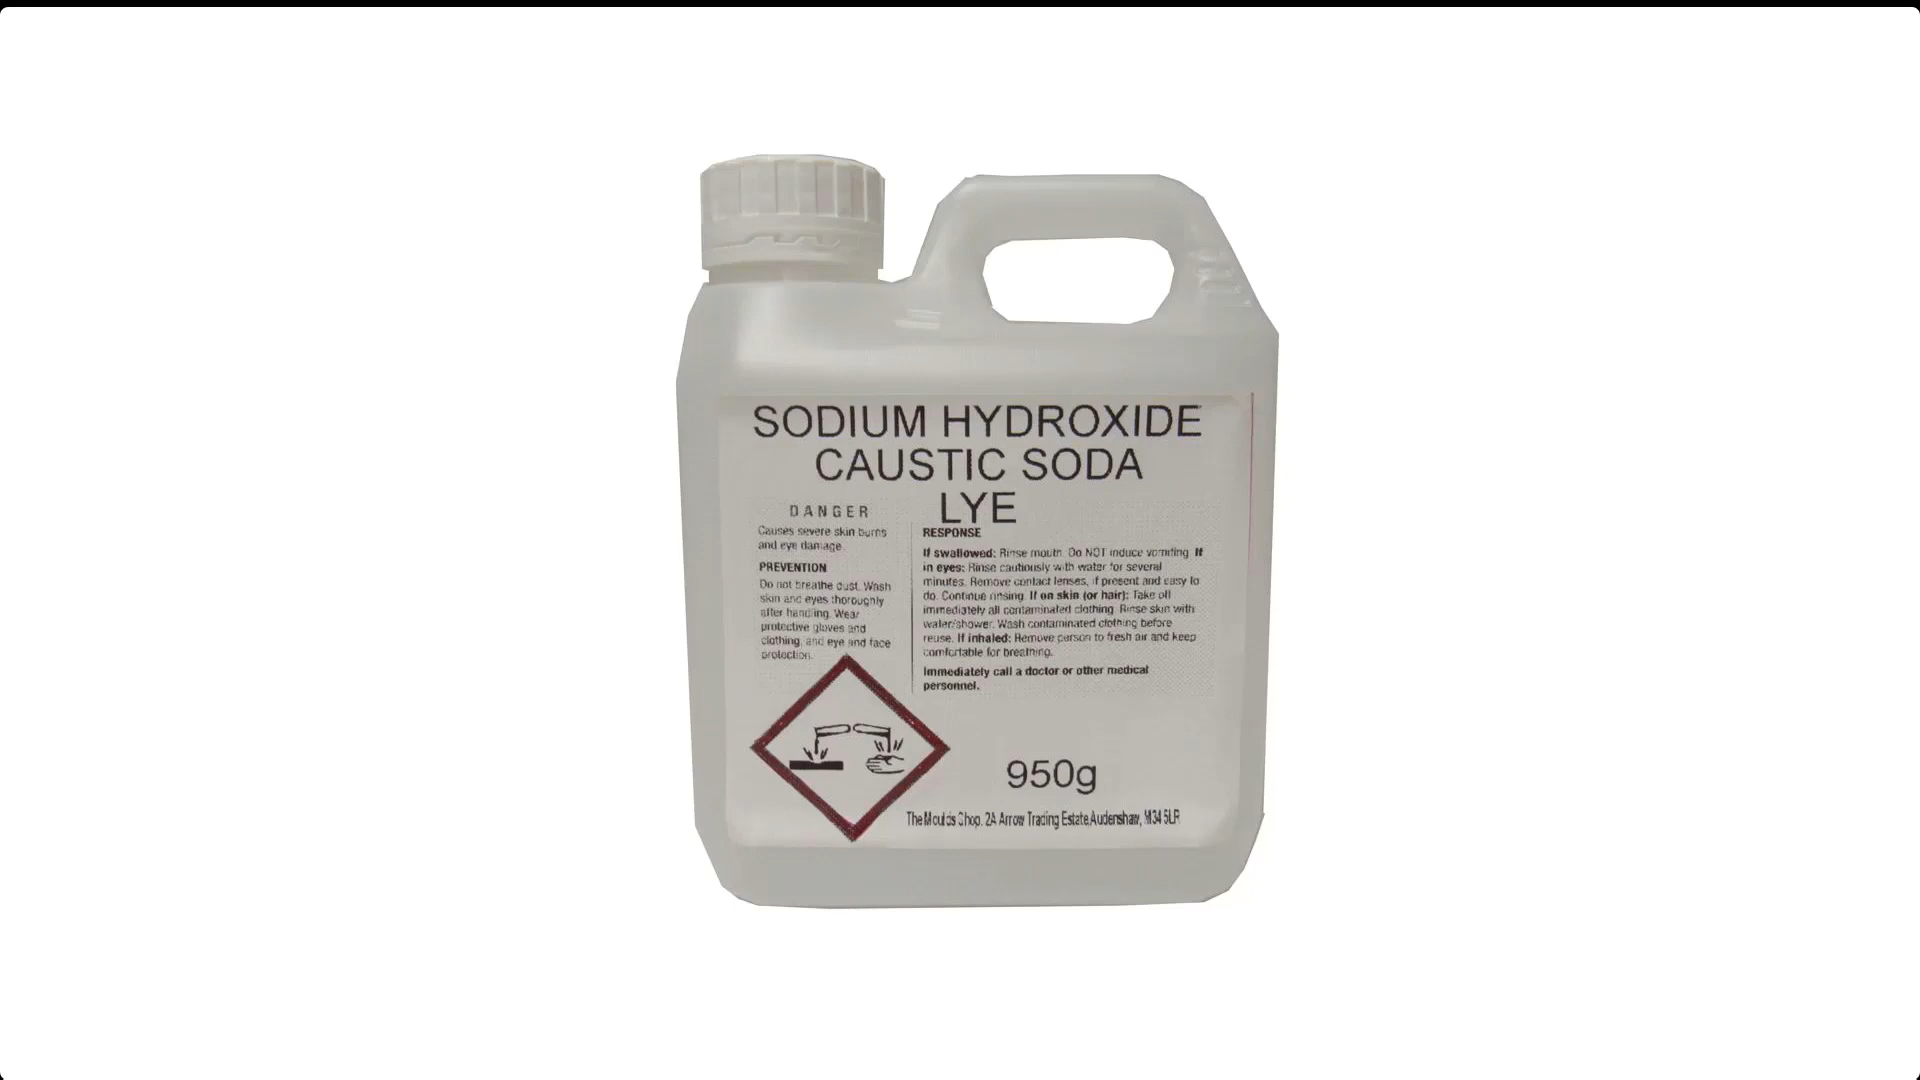 SODIUM HYDROXIDE
CAUSTIC SODA
LYE
DANGER
Causes severe skin burns
and eye damage
PREVENTION
Do not breathe dust. Wash
skin and eyes thoroughly
after handling. Wear
protective gloves and
clothing, and eye and face
protection.
RESPONSE
If swallowed: Rinse mouth. Do NOT induce vomiting. If
in eyes: Rinse cautiously with water for several
minutes. Remove contact lenses, if present and easy to
do. Continue rinsing. If on skin (or hair): Take off
immediately all contaminated clothing. Rinse skin with
water/shower. Wash contaminated clothing before
reuse. If inhaled: Remove person to fresh air and keep
comfortable for breathing.
Immediately call a doctor or other medical
personnel.
950g
The Moulds Shop. 2A Arrow Trading Estate,Audenshaw, M34 5LR